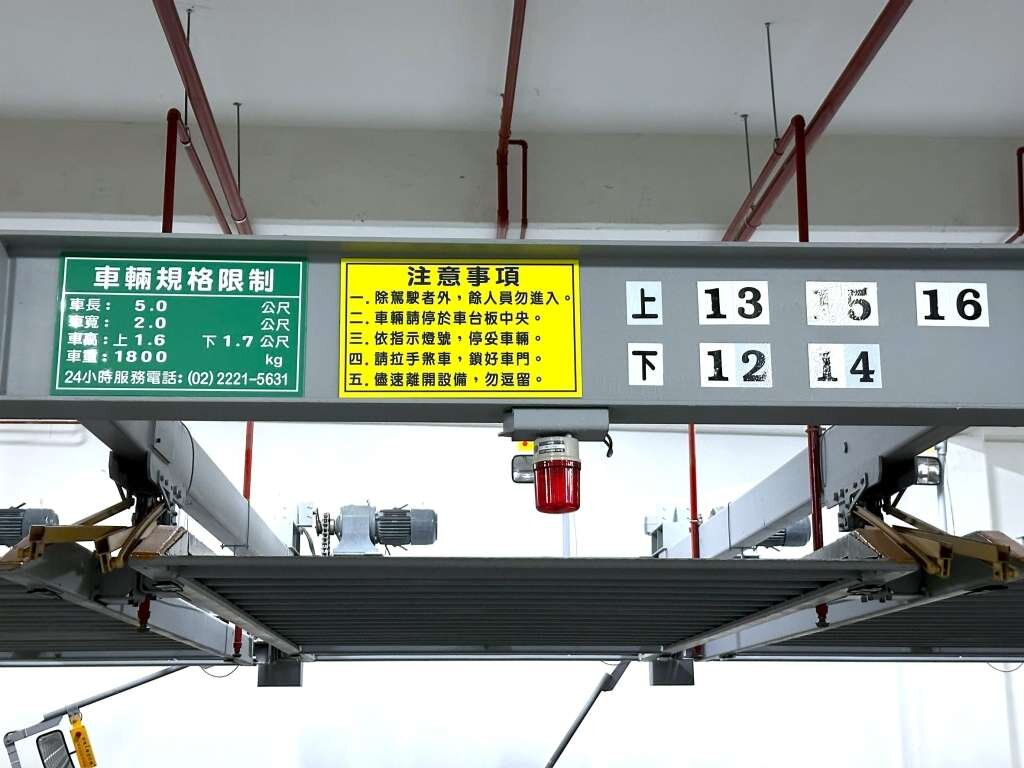 車輛規格限制
車長： 5.0 公尺
車寬： 2.0 公尺
車高：上1.6 下1.7公尺
車重：1800 kg
24小時服務電話：(02) 2221-5631
注意事項
一．除駕駛者外，餘人員勿進入。
二．車輛請停於車台板中央。
三．依指示燈號，停妥車輛。
四．請拉手煞車，鎖好車門。
五．儘速離開設備，勿逗留。
上 13 15 16
下 12 14